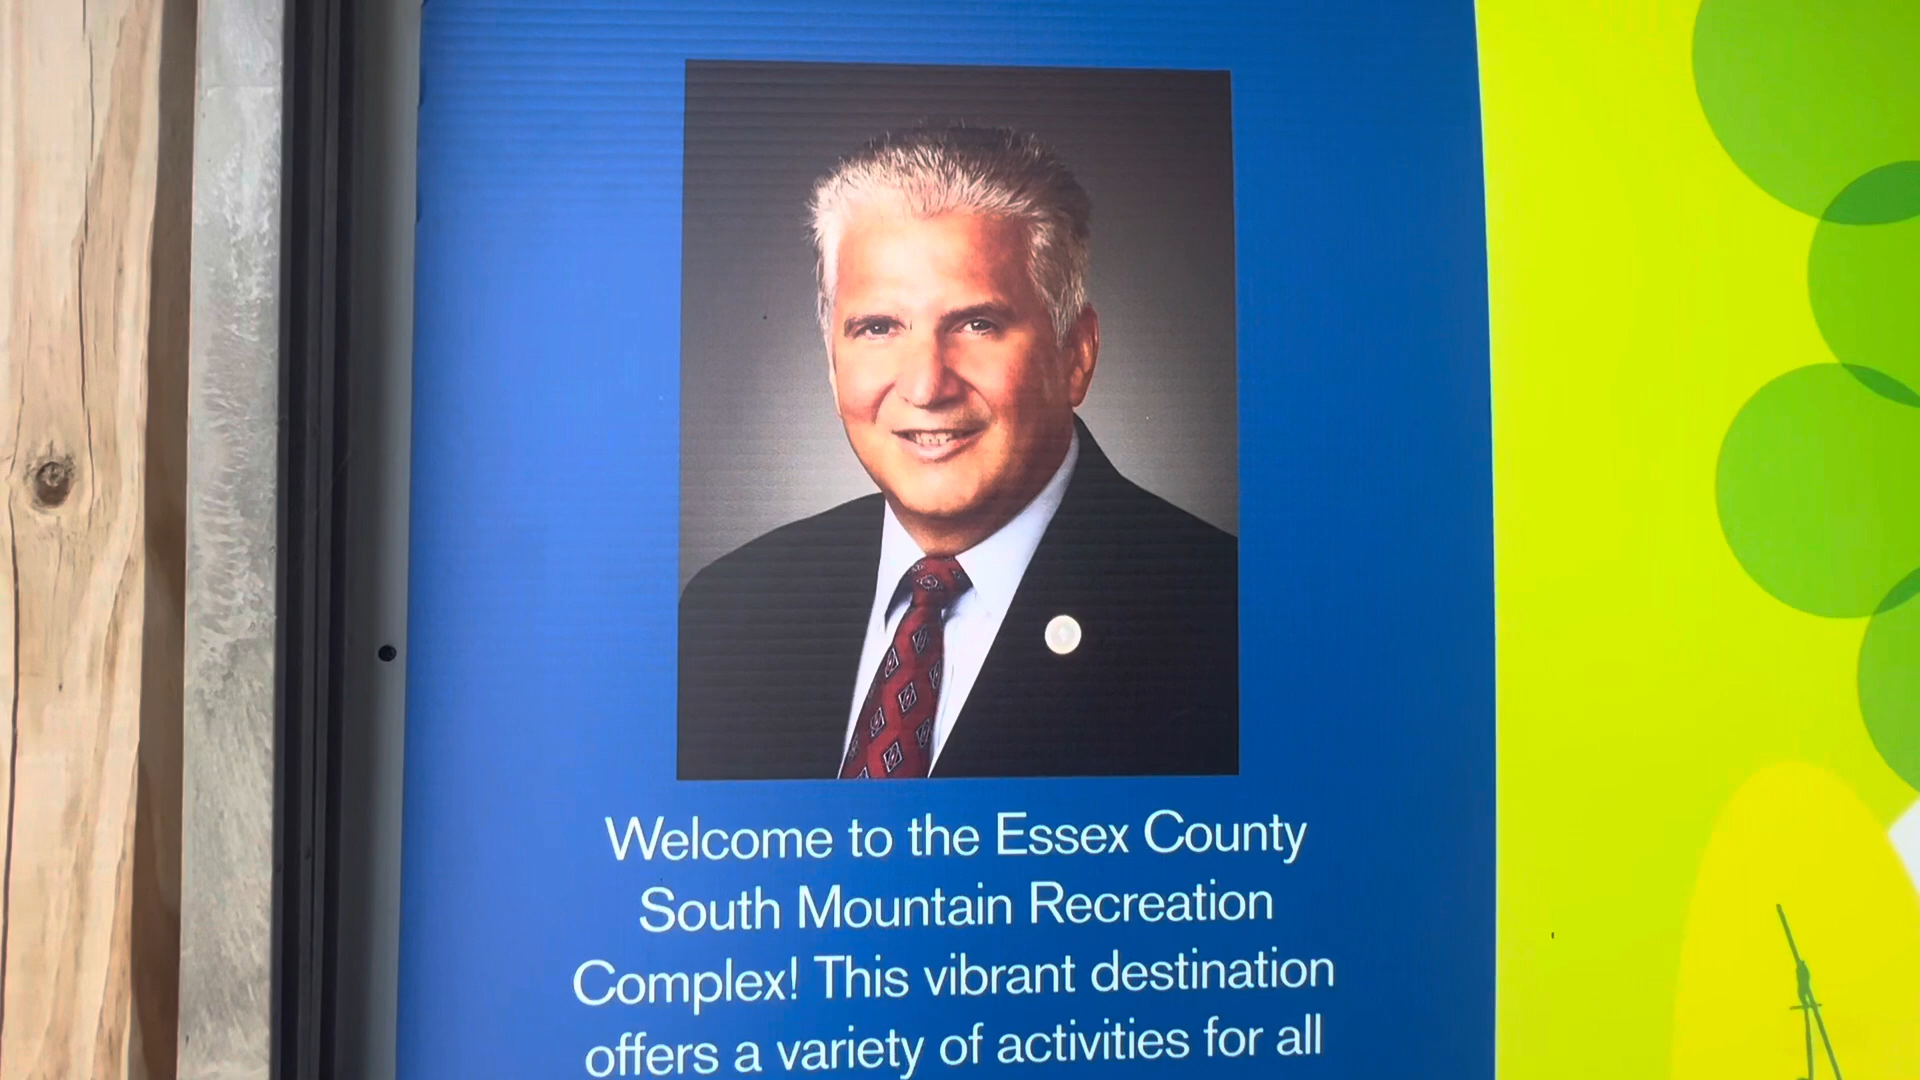 Welcome to the Essex County
South Mountain Recreation
Complex! This vibrant destination
offers a variety of activities for all